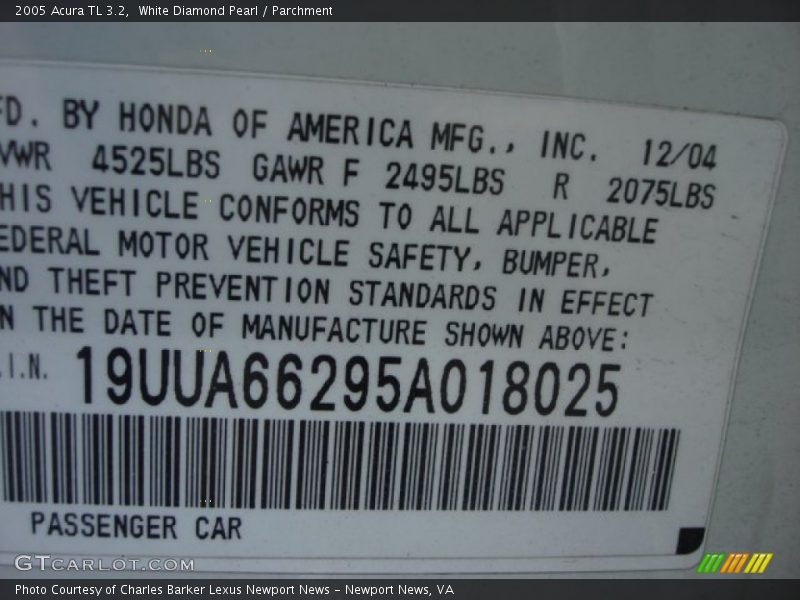 2005 Acura TL 3.2,  White Diamond Pearl / Parchment
FD. BY HONDA OF AMERICA MFG., INC. 12/04
VWR 4525LBS GAWR F 2495LBS R 2075LBS
HIS VEHICLE CONFORMS TO ALL APPLICABLE
EDERAL MOTOR VEHICLE SAFETY, BUMPER,
ND THEFT PREVENTION STANDARDS IN EFFECT
N THE DATE OF MANUFACTURE SHOWN ABOVE:
.I.N. 19UUA66295A018025
PASSENGER CAR
GTCARLOT.COM
Photo Courtesy of Charles Barker Lexus Newport News - Newport News, VA